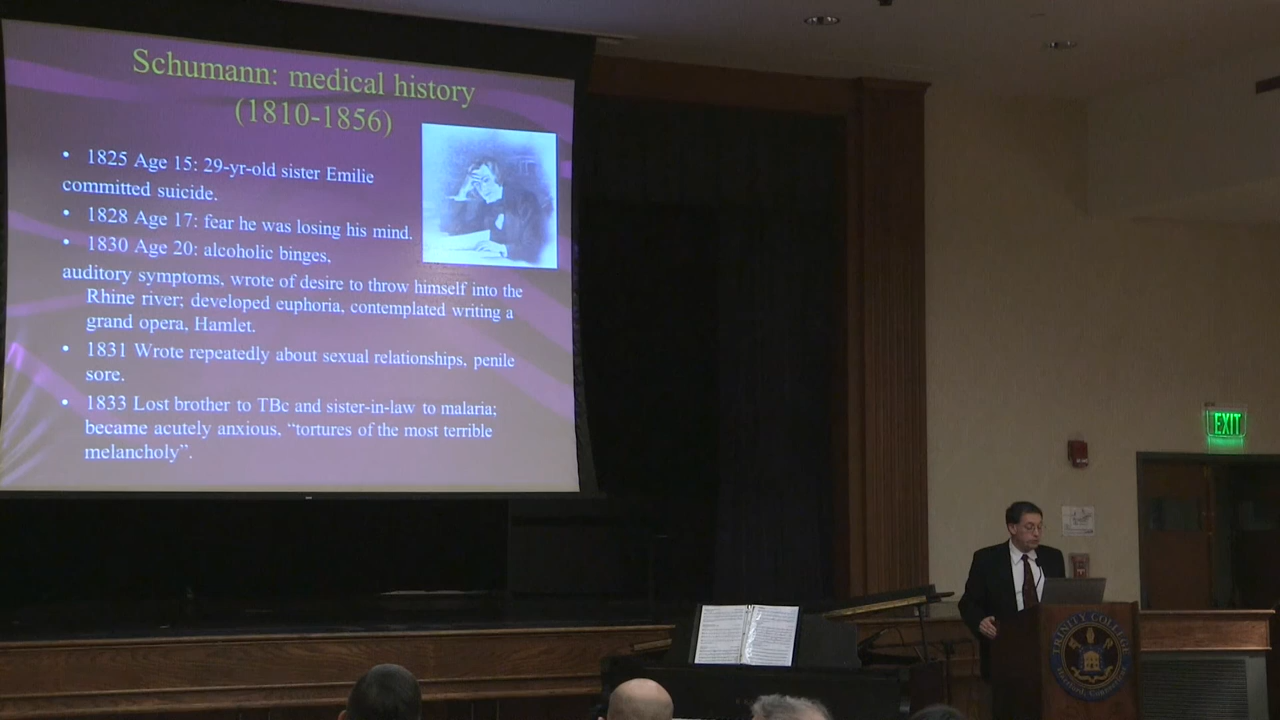 Schumann: medical history
(1810-1856)
• 1825 Age 15: 29-yr-old sister Emilie
committed suicide.
• 1828 Age 17: fear he was losing his mind.
• 1830 Age 20: alcoholic binges,
auditory symptoms, wrote of desire to throw himself into the
Rhine river; developed euphoria, contemplated writing a
grand opera, Hamlet.
• 1831 Wrote repeatedly about sexual relationships, penile
sore.
• 1833 Lost brother to TBc and sister-in-law to malaria;
became acutely anxious, “tortures of the most terrible
melancholy”.
EXIT
TRINITY COLLEGE
Hartford, Connecticut